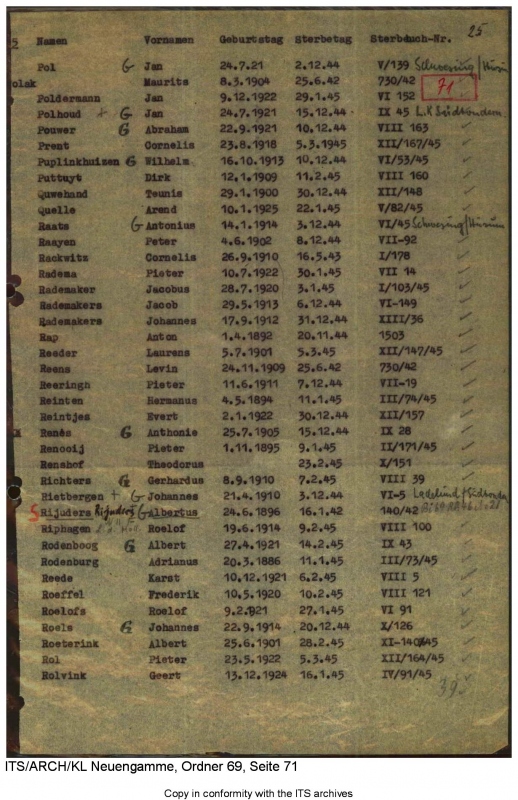 25
Namen Vornamen Geburtstag Sterbetag Sterbebuch-Nr.
Pol G Jan 24.7.21 2.12.44 V/139 Schwesing/Husum
olak Maurits 8.3.1904 25.6.42 730/42 71
Poldermann Jan 9.12.1922 29.1.45 VI 152
Polhoud + G Jan 24.7.1921 15.12.44 IX 45 L.K Südtondern
Pouwer G Abraham 22.9.1921 10.12.44 VIII 163
Prent Cornelis 23.8.1918 5.3.1945 XII/167/45
Puplinkhuizen G Wilhelm 16.10.1913 10.12.44 VI/53/45
Puttuyt Dirk 12.1.1909 11.2.45 VIII 160
Quwehand Teunis 29.1.1900 30.12.44 XII/148
Quelle Arend 10.1.1925 22.1.45 V/82/45
Raats G Antonius 14.1.1914 3.12.44 VI/45 Schwesing/Husum
Raayen Peter 4.6.1902 8.12.44 VII-92
Rackwitz Cornelis 26.9.1910 16.5.43 I/178
Radema Pieter 10.7.1922 30.1.45 VII 14
Rademaker Jacobus 28.7.1920 3.1.45 I/103/45
Rademakers Jacob 29.5.1913 6.12.44 VI-149
Rademakers Johannes 17.9.1912 31.12.44 XIII/36
Rap Anton 1.4.1892 20.11.44 1503
Reeder Laurens 5.7.1901 5.3.45 XII/147/45
Reens Levin 24.11.1909 25.6.42 730/42
Reeringh Pieter 11.6.1911 7.12.44 VII-19
Reinten Hermanus 4.5.1894 11.1.45 III/74/45
Reintjes Evert 2.1.1922 30.12.44 XII/157
x Renès G Anthonie 25.7.1905 15.12.44 IX 28
Renooij Pieter 1.11.1895 9.1.45 II/171/45
Renshof Theodorus 23.2.45 X/151
Richters G Gerhardus 8.9.1910 7.2.45 VIII 39
Rietbergen + G Johannes 21.4.1910 3.12.44 VI-5 Ladelund/Südtondern
S Rijuders Rijnders G Albertus 24.6.1896 16.1.42 140/42
Riphagen Roelof 19.6.1914 9.2.45 VIII 100
Rodenboog G Albert 27.4.1921 14.2.45 IX 43
Rodenburg Adrianus 20.3.1886 11.1.45 III/73/45
Roede Karst 10.12.1921 6.2.45 VIII 5
Roeffel Frederik 10.5.1920 10.2.45 VIII 121
Roelofs Roelof 9.2.921 27.1.45 VI 91
Roels G Johannes 22.9.1914 20.12.44 X/126
Roeterink Albert 25.6.1901 28.2.45 XI-140/45
Rol Pieter 23.5.1922 5.3.45 XII/164/45
Rolvink Geert 13.12.1924 16.1.45 IV/91/45
39
ITS/ARCH/KL Neuengamme, Ordner 69, Seite 71
Copy in conformity with the ITS archives